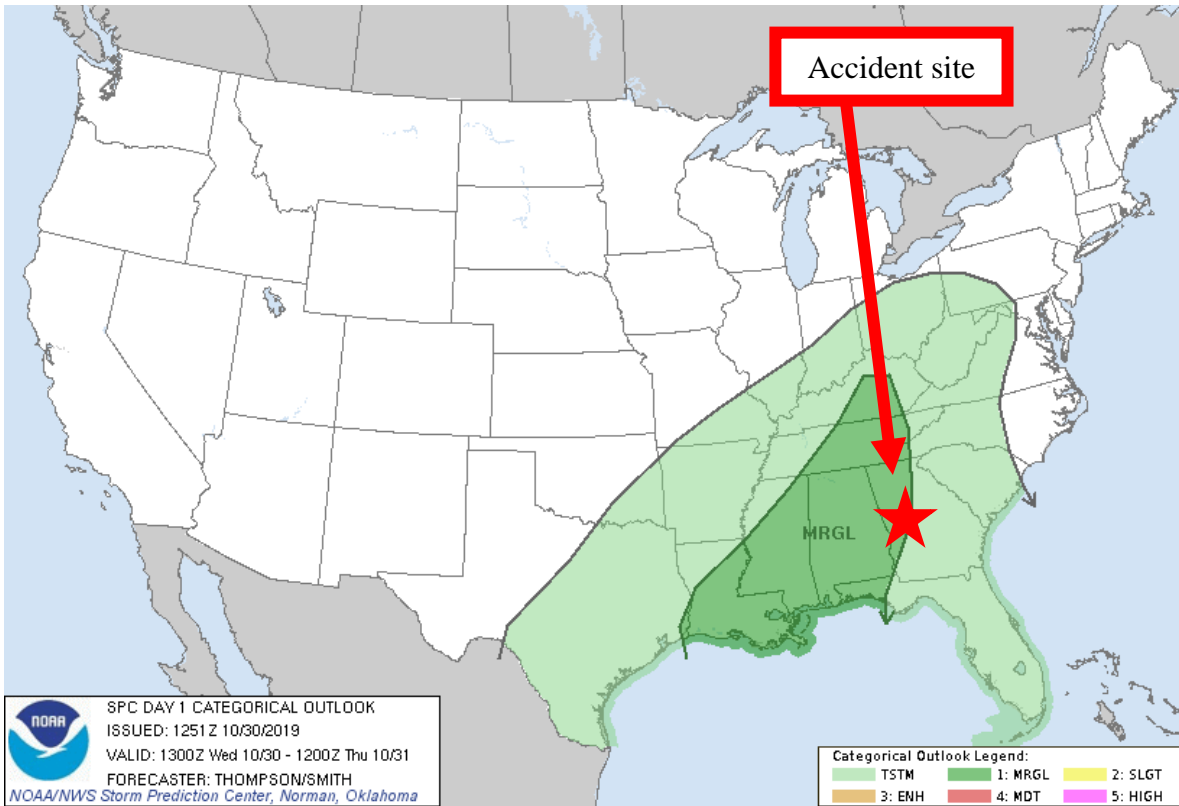 Accident site
MRGL
NOAA
SPC DAY 1 CATEGORICAL OUTLOOK
ISSUED: 1251Z 10/30/2019
VALID: 1300Z Wed 10/30 - 1200Z Thu 10/31
FORECASTER: THOMPSON/SMITH
NOAA/NWS Storm Prediction Center, Norman, Oklahoma
Categorical Outlook Legend:
TSTM 1: MRGL 2: SLGT
3: ENH 4: MDT 5: HIGH